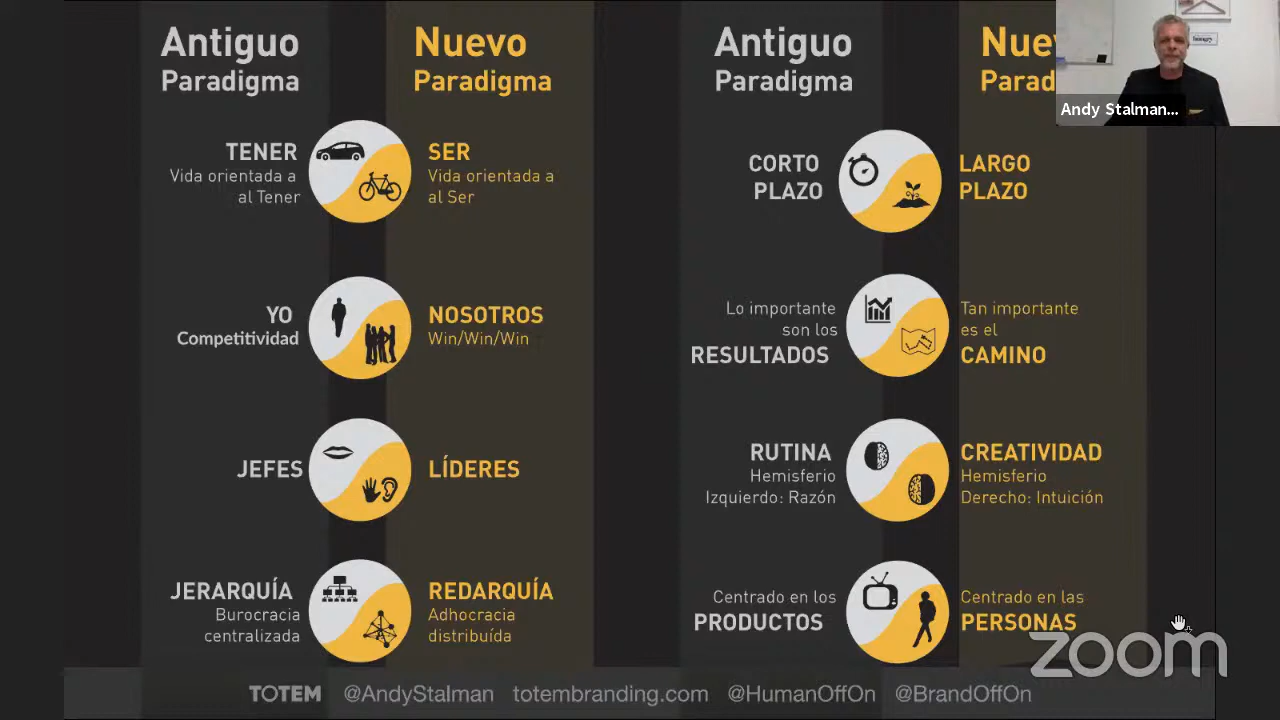 Antiguo
Paradigma
Nuevo
Paradigma
TENER
Vida orientada a
al Tener
SER
Vida orientada a
al Ser
YO
Competitividad
NOSOTROS
Win/Win/Win
JEFES
LÍDERES
JERARQUÍA
Burocracia
centralizada
REDARQUÍA
Adhocracia
distribuída
Antiguo
Paradigma
Andy Stalman...
CORTO
PLAZO
LARGO
PLAZO
Lo importante
son los
RESULTADOS
Tan importante
es el
CAMINO
RUTINA
Hemisferio
Izquierdo: Razón
CREATIVIDAD
Hemisferio
Derecho: Intuición
Centrado en los
PRODUCTOS
Centrado en las
PERSONAS
zoom
TOTEM @AndyStalman totembranding.com @HumanOffOn @BrandOffOn